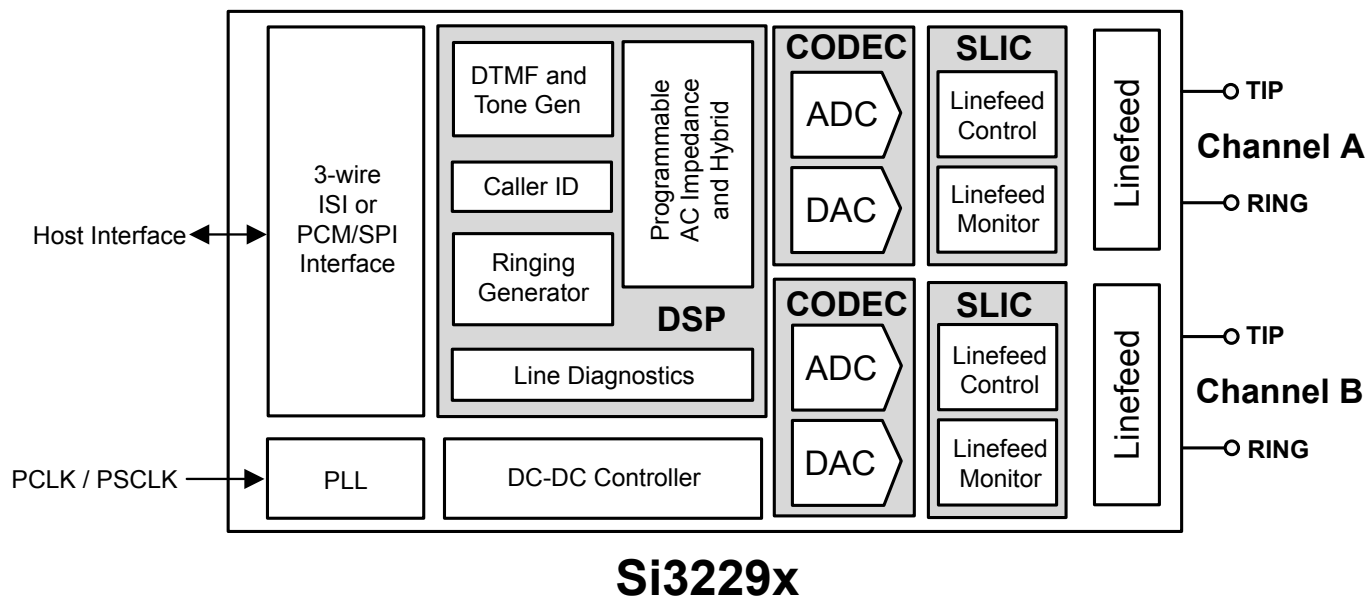 Host Interface
PCLK / PSCLK
3-wire
ISI or
PCM/SPI
Interface
PLL
DTMF and
Tone Gen
Caller ID
Ringing
Generator
Programmable
AC Impedance
and Hybrid
DSP
Line Diagnostics
DC-DC Controller
CODEC
ADC
DAC
SLIC
Linefeed
Control
Linefeed
Monitor
Linefeed
TIP
Channel A
RING
CODEC
ADC
DAC
SLIC
Linefeed
Control
Linefeed
Monitor
Linefeed
TIP
Channel B
RING
Si3229x